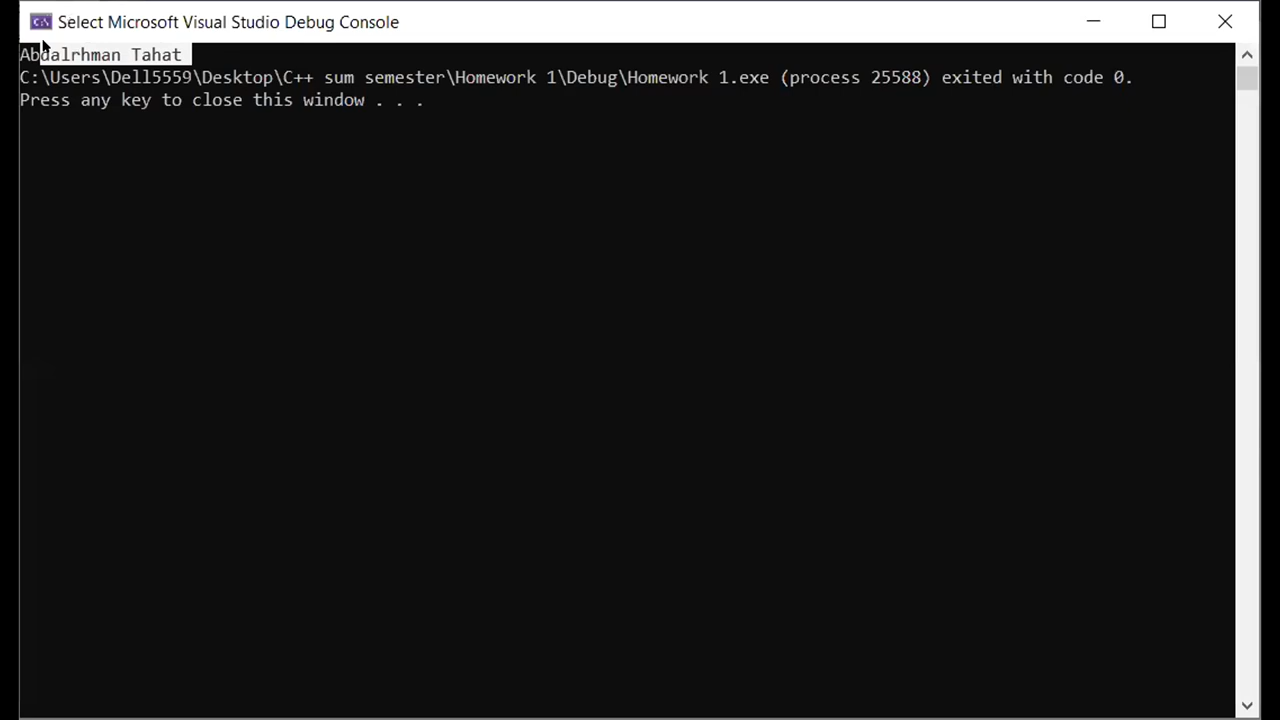 Select Microsoft Visual Studio Debug Console
Abdalrhman Tahat
C:\Users\Dell5559\Desktop\C++ sum semester\Homework 1\Debug\Homework 1.exe (process 25588) exited with code 0.
Press any key to close this window . . .